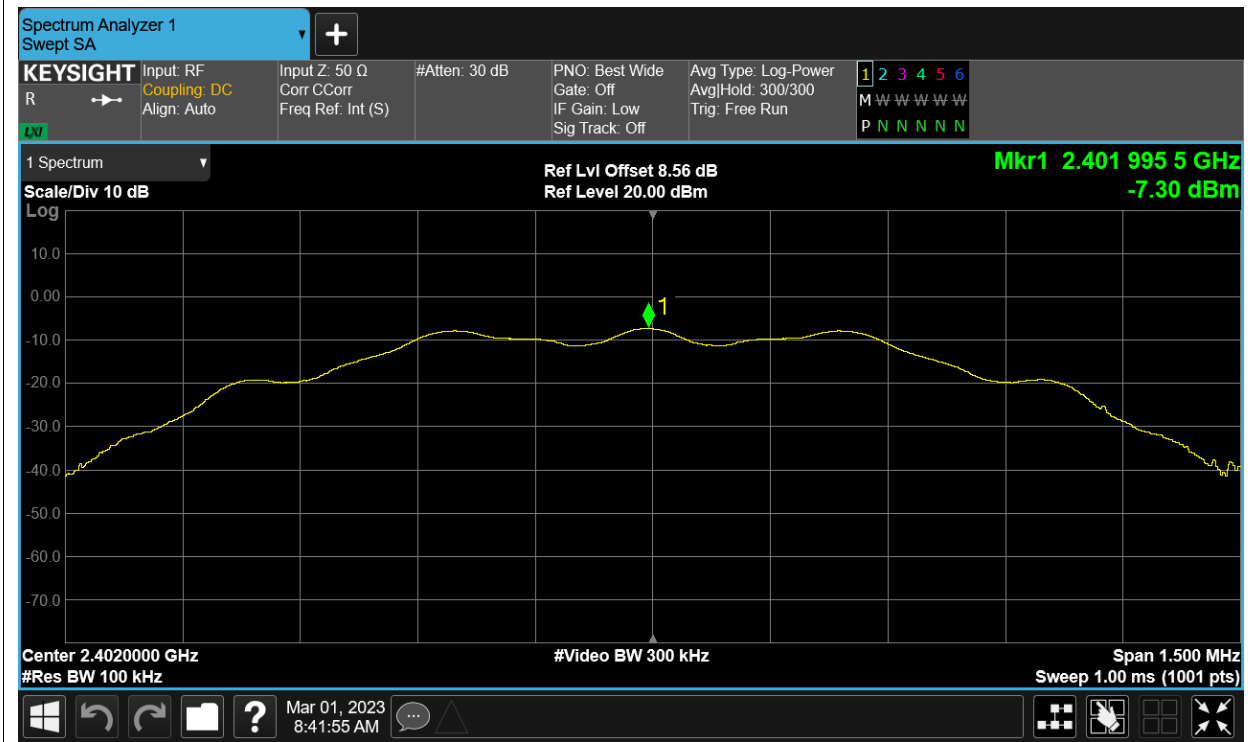 Spectrum Analyzer 1
Swept SA
+
KEYSIGHT
R
LXI
Input: RF
Coupling: DC
Align: Auto
Input Z: 50 Ω
Corr CCorr
Freq Ref: Int (S)
#Atten: 30 dB
PNO: Best Wide
Gate: Off
IF Gain: Low
Sig Track: Off
Avg Type: Log-Power
Avg|Hold: 300/300
Trig: Free Run
1 2 3 4 5 6
M W W W W W
P N N N N N
1 Spectrum
Scale/Div 10 dB
Log
Ref Lvl Offset 8.56 dB
Ref Level 20.00 dBm
Mkr1 2.401 995 5 GHz
-7.30 dBm
10.0
0.00
-10.0
-20.0
-30.0
-40.0
-50.0
-60.0
-70.0
1
Center 2.4020000 GHz
#Res BW 100 kHz
#Video BW 300 kHz
Span 1.500 MHz
Sweep 1.00 ms (1001 pts)
?
Mar 01, 2023
8:41:55 AM